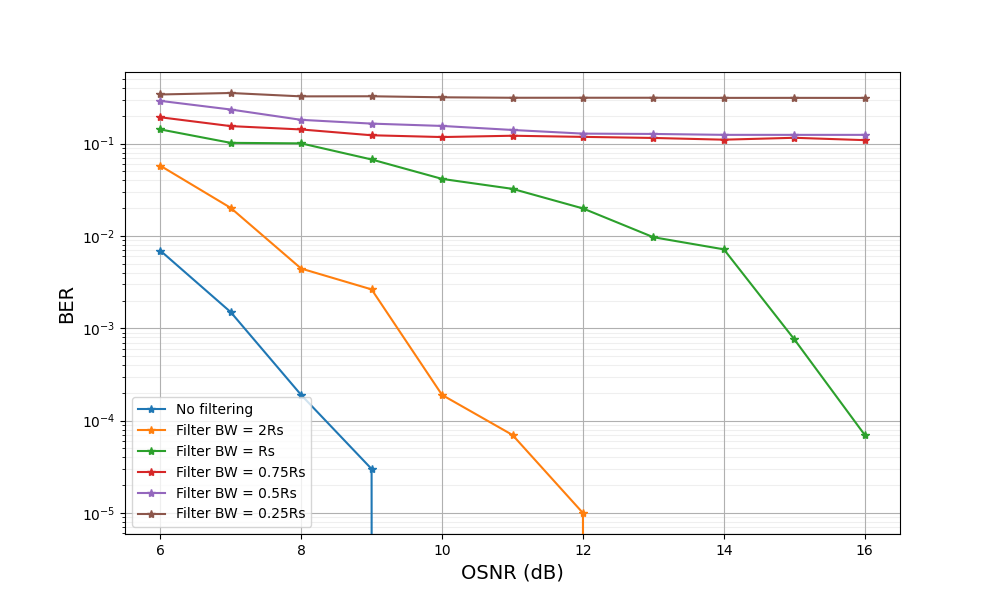 BER
10⁻¹
10⁻²
10⁻³
10⁻⁴
10⁻⁵
No filtering
Filter BW = 2Rs
Filter BW = Rs
Filter BW = 0.75Rs
Filter BW = 0.5Rs
Filter BW = 0.25Rs
6 8 10 12 14 16
OSNR (dB)